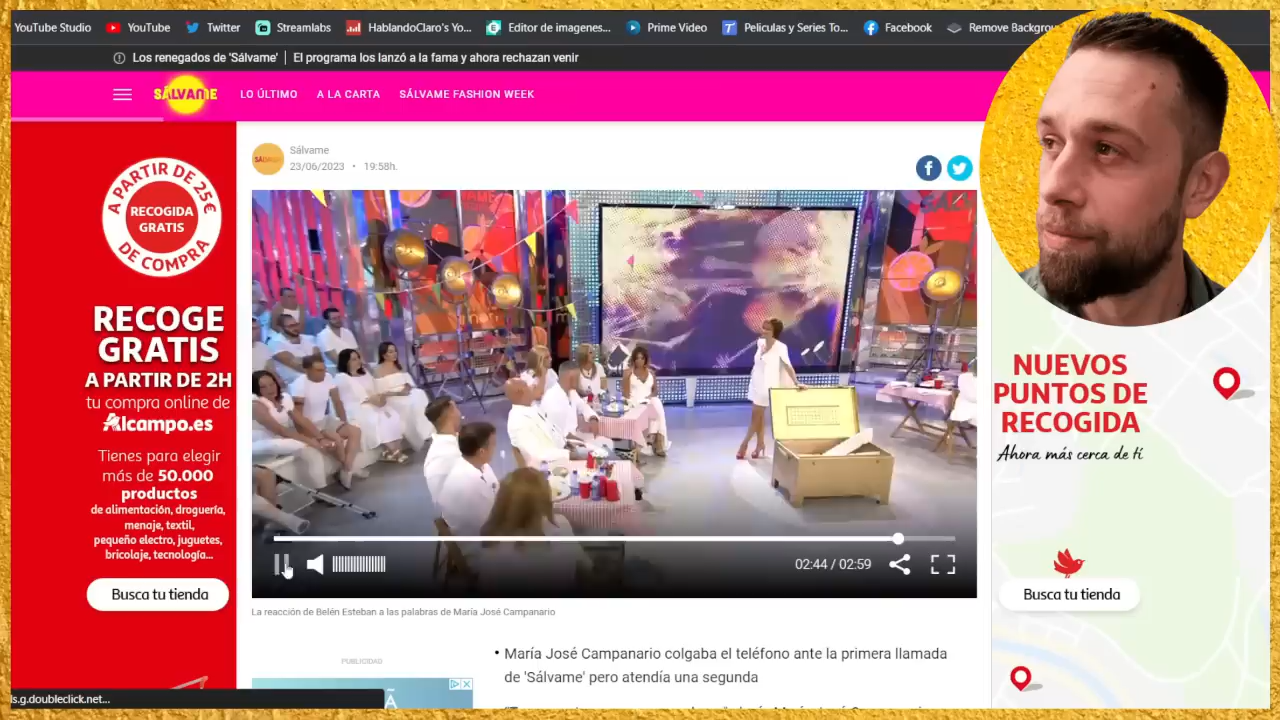 YouTube Studio
YouTube
Twitter
Streamlabs
HablandoClaro's Yo...
Editor de imagenes...
Prime Video
Peliculas y Series To...
Facebook
Remove Backgro
Los renegados de 'Sálvame' | El programa los lanzó a la fama y ahora rechazan venir
SÁLVAME
LO ÚLTIMO
A LA CARTA
SÁLVAME FASHION WEEK
Sálvame
23/06/2023 • 19:58h.
A PARTIR DE 25€
RECOGIDA
GRATIS
DE COMPRA
RECOGE
GRATIS
A PARTIR DE 2H
tu compra online de
Alcampo.es
Tienes para elegir
más de 50.000
productos
de alimentación, droguería,
menaje, textil,
pequeño electro, juguetes,
bricolaje, tecnología...
Busca tu tienda
02:44 / 02:59
La reacción de Belén Esteban a las palabras de María José Campanario
PUBLICIDAD
• María José Campanario colgaba el teléfono ante la primera llamada
de 'Sálvame' pero atendía una segunda
NUEVOS
PUNTOS DE
RECOGIDA
Ahora más cerca de ti
Busca tu tienda
ls.g.doubleclick.net...